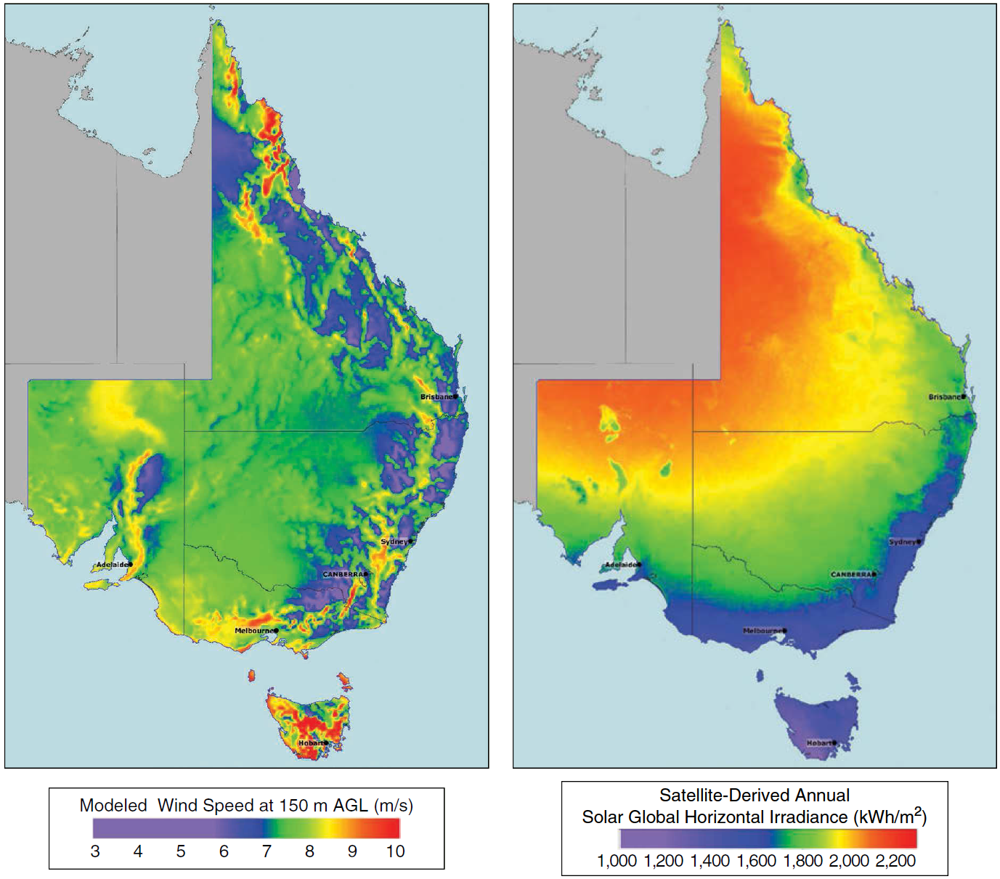 Brisbane
Sydney
Adelaide
CANBERRA
Melbourne
Hobart
Modeled Wind Speed at 150 m AGL (m/s)
3 4 5 6 7 8 9 10
Brisbane
Sydney
Adelaide
CANBERRA
Melbourne
Hobart
Satellite-Derived Annual
Solar Global Horizontal Irradiance (kWh/m²)
1,000 1,200 1,400 1,600 1,800 2,000 2,200